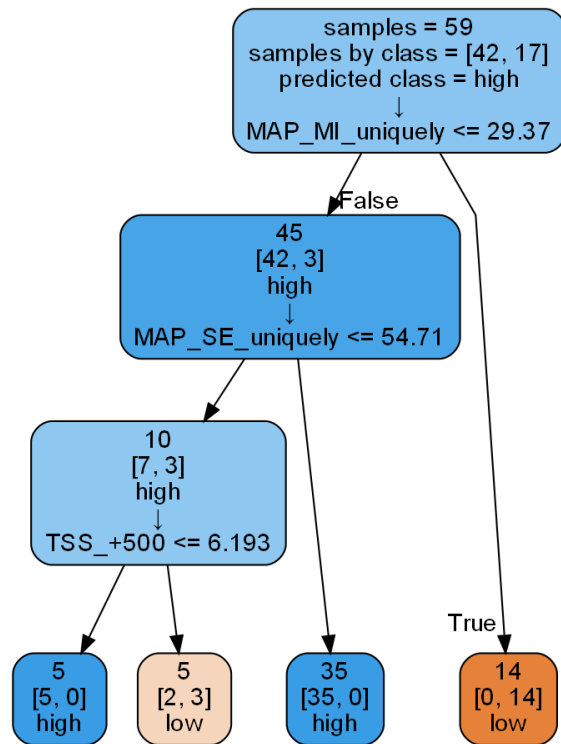 samples = 59
samples by class = [42, 17]
predicted class = high
↓
MAP_MI_uniquely <= 29.37
False
45
[42, 3]
high
↓
MAP_SE_uniquely <= 54.71
10
[7, 3]
high
↓
TSS_+500 <= 6.193
True
5
[5, 0]
high
5
[2, 3]
low
35
[35, 0]
high
14
[0, 14]
low